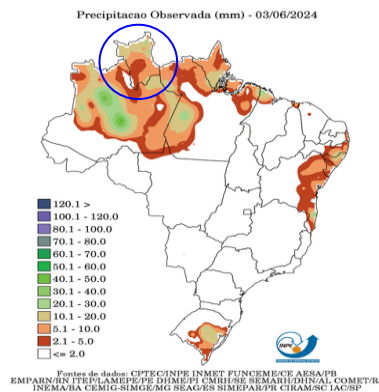 Precipitacao Observada (mm) - 03/06/2024
120.1 >
100.1 - 120.0
80.1 - 100.0
70.1 - 80.0
60.1 - 70.0
50.1 - 60.0
40.1 - 50.0
30.1 - 40.0
20.1 - 30.0
10.1 - 20.0
5.1 - 10.0
2.1 - 5.0
<= 2.0
INPE
Fontes de dados: CPTEC/INPE INMET FUNCEME/CE AESA/PB
EMPARN/RN ITEP/LAMEPE/PE DHME/PI CMRH/SE SEMARH/DHN/AL COMET/R
INEMA/BA CEMIG-SIMGE/MG SEAG/ES SIMEPAR/PR CIRAM/SC IAC/SP